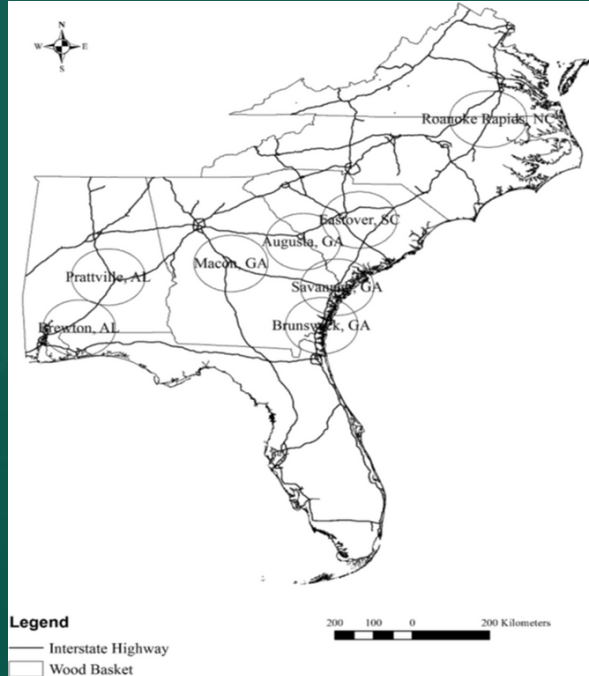 N
W E
S
Roanoke Rapids, NC
Eastover, SC
Augusta, GA
Macon, GA
Prattville, AL
Savannah, GA
Brewton, AL
Brunswick, GA
Legend
Interstate Highway
Wood Basket
200 100 0 200 Kilometers